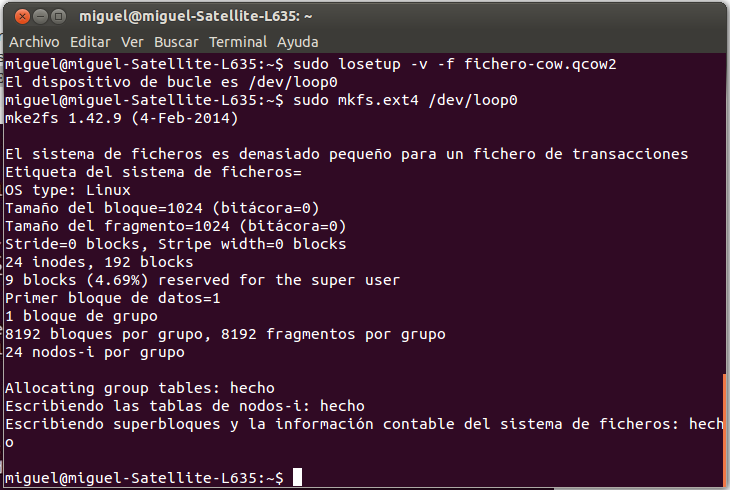 miguel@miguel-Satellite-L635: ~
Archivo Editar Ver Buscar Terminal Ayuda
miguel@miguel-Satellite-L635:~$ sudo losetup -v -f fichero-cow.qcow2
El dispositivo de bucle es /dev/loop0
miguel@miguel-Satellite-L635:~$ sudo mkfs.ext4 /dev/loop0
mke2fs 1.42.9 (4-Feb-2014)
El sistema de ficheros es demasiado pequeño para un fichero de transacciones
Etiqueta del sistema de ficheros=
OS type: Linux
Tamaño del bloque=1024 (bitácora=0)
Tamaño del fragmento=1024 (bitácora=0)
Stride=0 blocks, Stripe width=0 blocks
24 inodes, 192 blocks
9 blocks (4.69%) reserved for the super user
Primer bloque de datos=1
1 bloque de grupo
8192 bloques por grupo, 8192 fragmentos por grupo
24 nodos-i por grupo
Allocating group tables: hecho
Escribiendo las tablas de nodos-i: hecho
Escribiendo superbloques y la información contable del sistema de ficheros: hech
o
miguel@miguel-Satellite-L635:~$